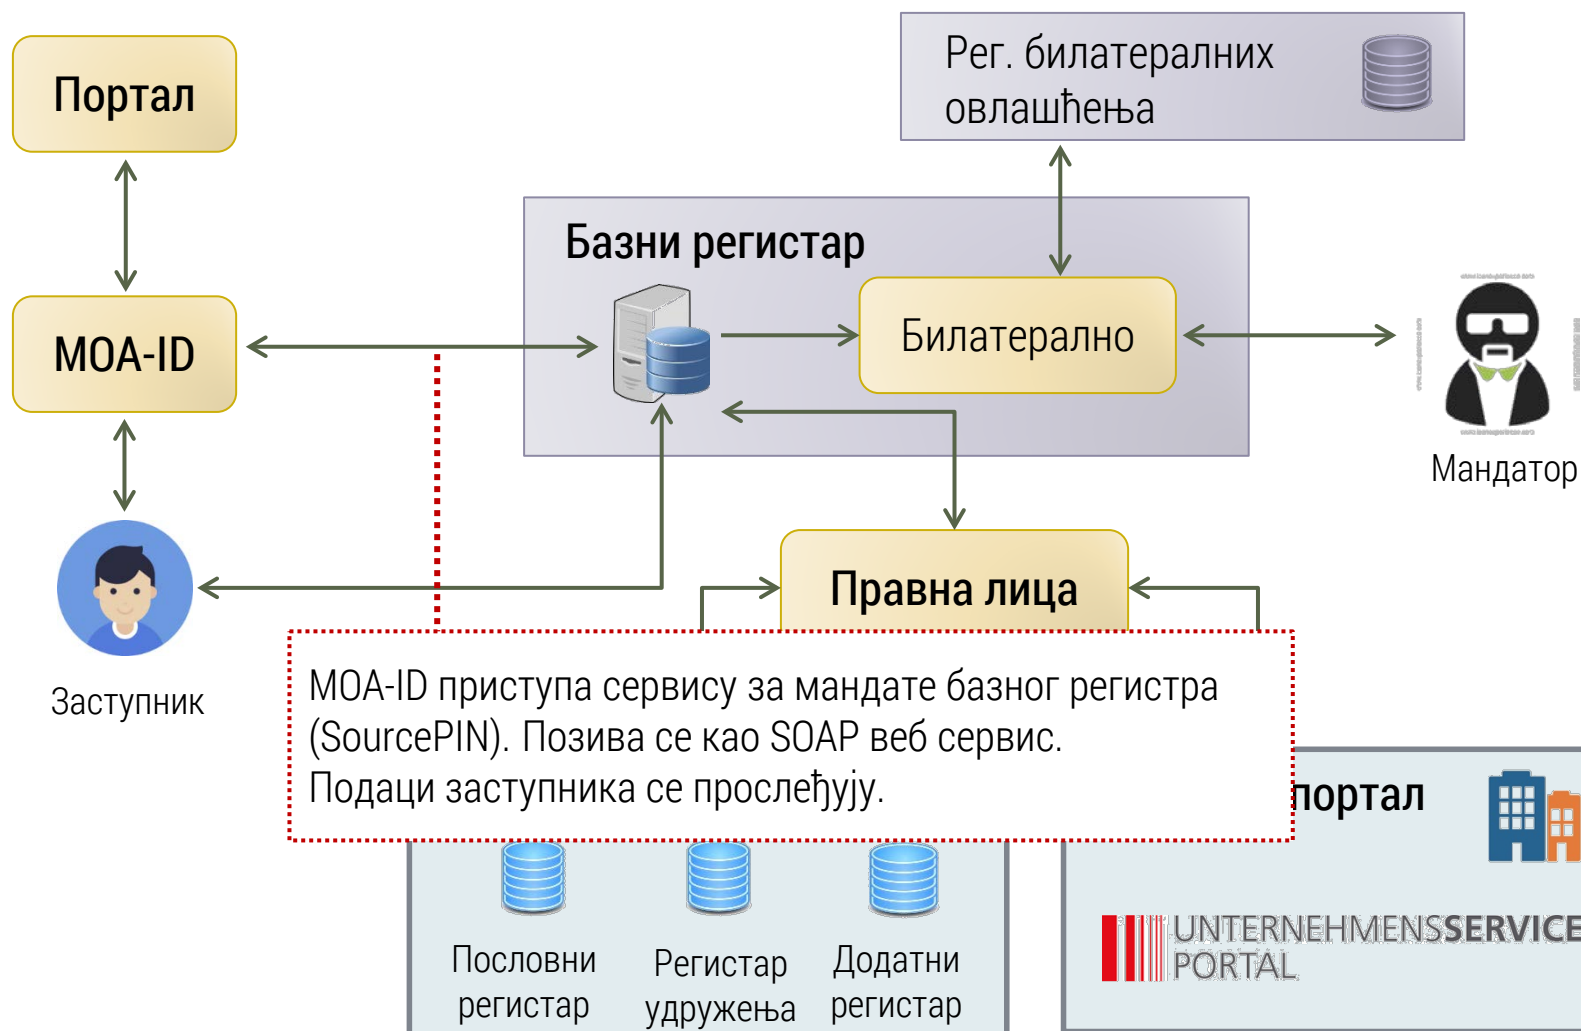 Портал
Рег. билатералних
овлашћења
Базни регистар
MOA-ID
Билатерално
Мандатор
Правна лица
Заступник
MOA-ID приступа сервису за мандате базног регистра
(SourcePIN). Позива се као SOAP веб сервис.
Подаци заступника се прослеђују.
портал
Пословни
регистар
Регистар
удружења
Додатни
регистар
UNTERNEHMENSSERVICE
PORTAL